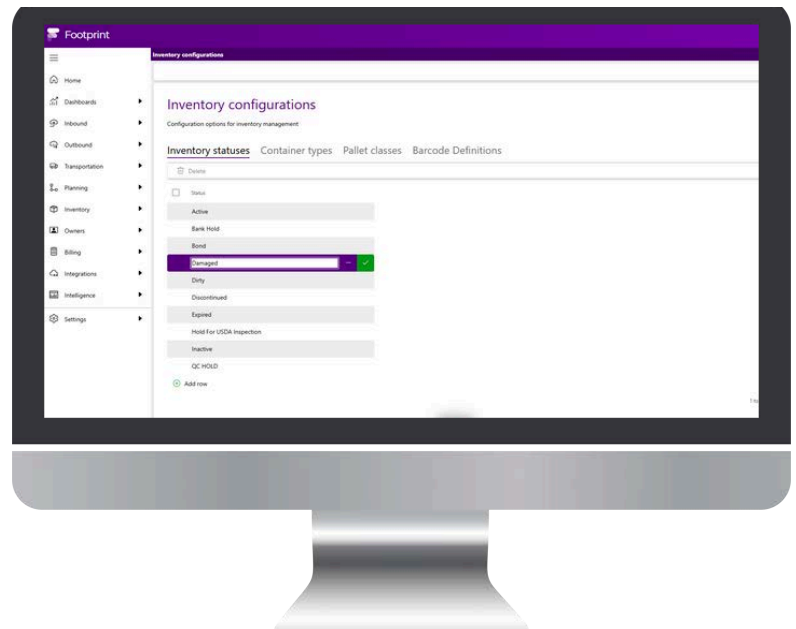 Footprint
Inventory configurations
Home
Dashboards
Inbound
Outbound
Transportation
Planning
Inventory
Owners
Billing
Integrations
Intelligence
Settings
Inventory configurations
Configuration options for inventory management
Inventory statuses Container types Pallet classes Barcode Definitions
Delete
Status
Active
Bank Hold
Bond
Damaged
Dirty
Discontinued
Expired
Hold For USDA Inspection
Inactive
QC HOLD
Add row